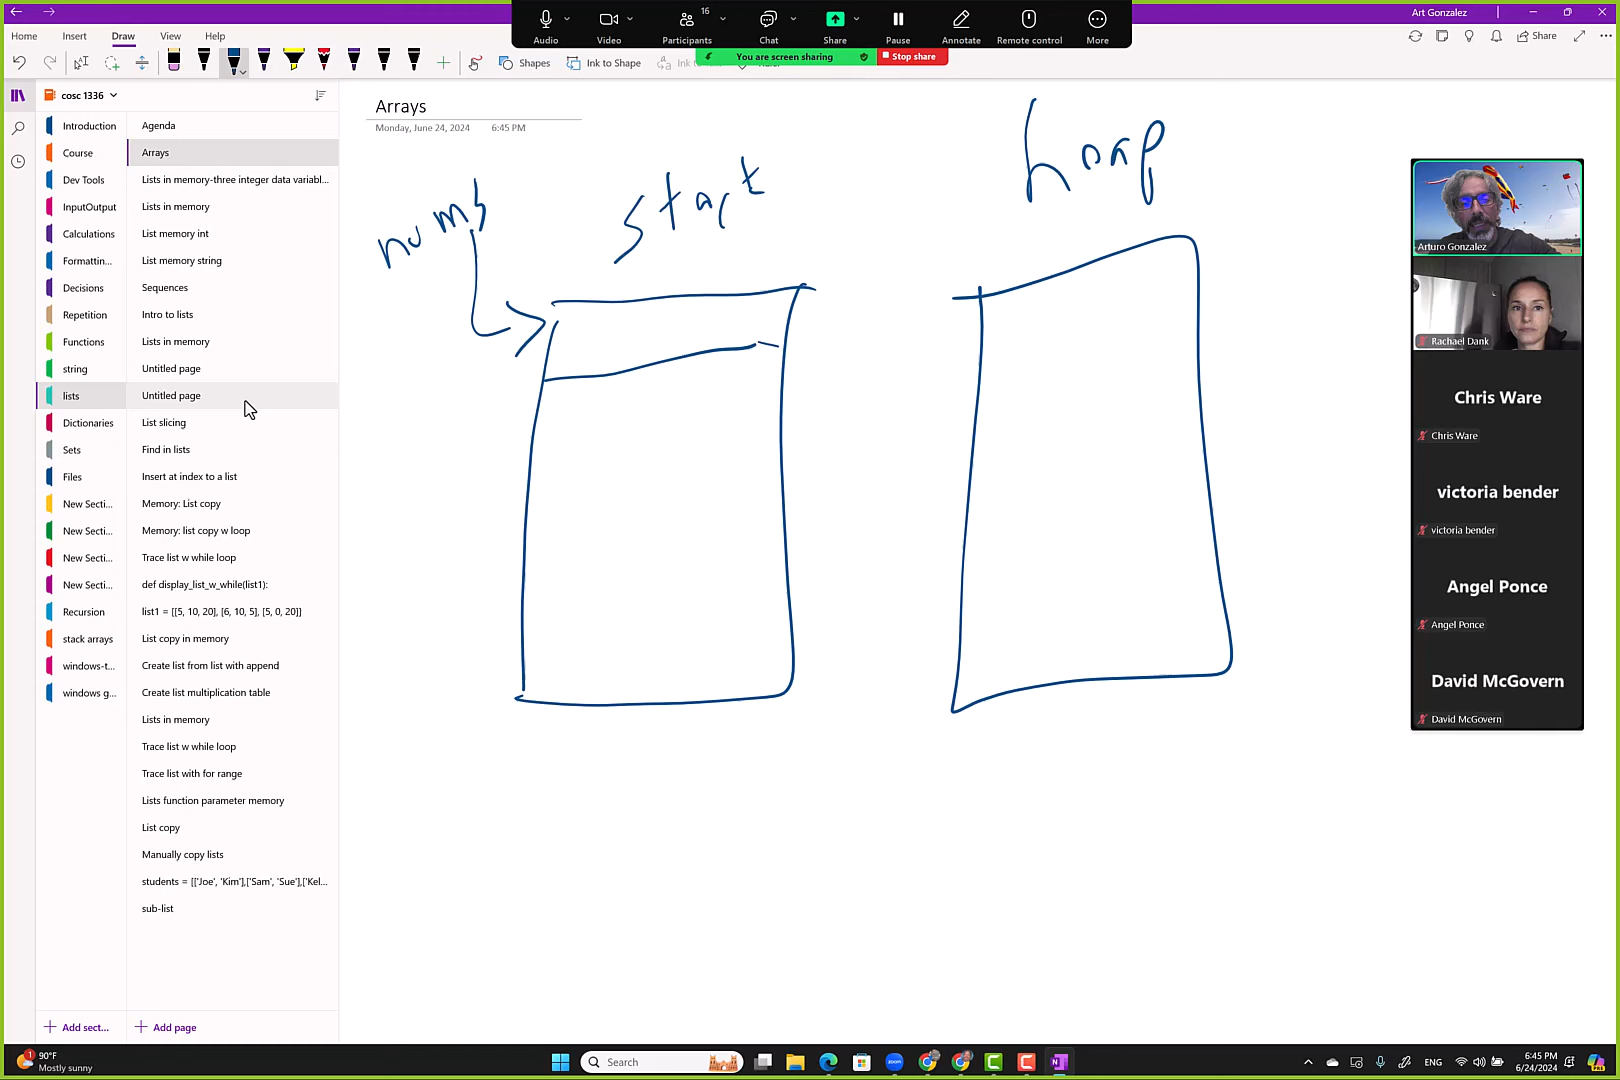 Art Gonzalez
16
Audio
Video
Participants
Chat
Share
Pause
Annotate
Remote control
More
You are screen sharing
Stop share
Home
Insert
Draw
View
Help
Share
Shapes
Ink to Shape
cosc 1336
Introduction
Course
Dev Tools
InputOutput
Calculations
Formattin...
Decisions
Repetition
Functions
string
lists
Dictionaries
Sets
Files
New Secti...
New Secti...
New Secti...
New Secti...
Recursion
stack arrays
windows-t...
windows g...
Add sect...
Agenda
Arrays
Lists in memory-three integer data variabl...
Lists in memory
List memory int
List memory string
Sequences
Intro to lists
Lists in memory
Untitled page
Untitled page
List slicing
Find in lists
Insert at index to a list
Memory: List copy
Memory: list copy w loop
Trace list w while loop
def display_list_w_while(list1):
list1 = [[5, 10, 20], [6, 10, 5], [5, 0, 20]]
List copy in memory
Create list from list with append
Create list multiplication table
Lists in memory
Trace list w while loop
Trace list with for range
Lists function parameter memory
List copy
Manually copy lists
students = [['Joe', 'Kim'],['Sam', 'Sue'],['Kel...
sub-list
Add page
Arrays
Monday, June 24, 2024 6:45 PM
nums
heap
Arturo Gonzalez
Rachael Dank
Chris Ware
Chris Ware
victoria bender
victoria bender
Angel Ponce
Angel Ponce
David McGovern
David McGovern
1
90°F
Mostly sunny
Search
zoom
ENG
6:45 PM
6/24/2024